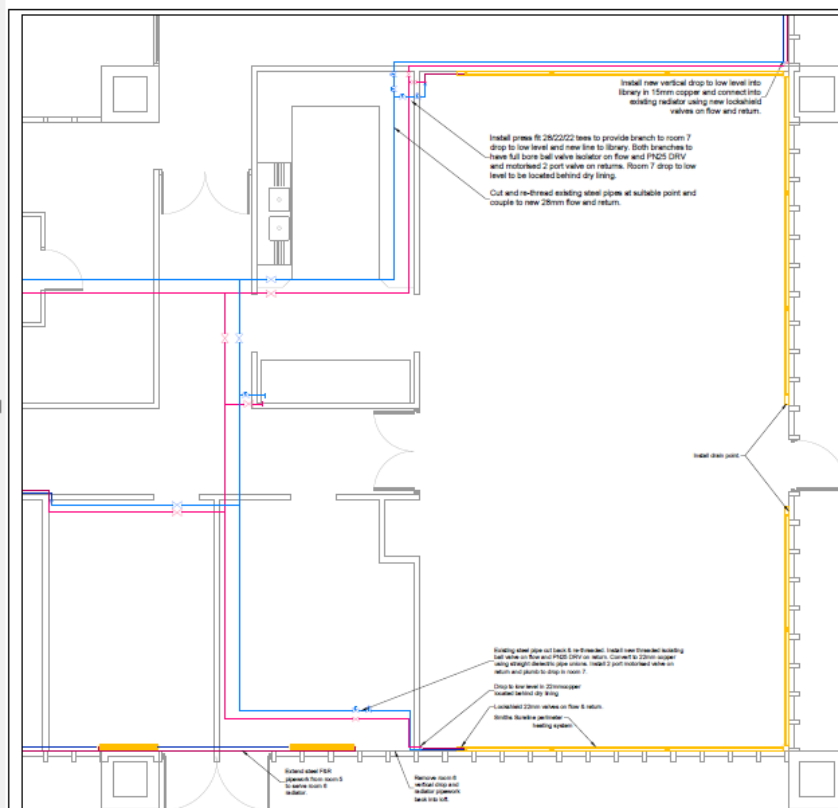 Install new vertical drop to low level into
library in 15mm copper and connect into
existing radiator using new lockshield
valves on flow and return.
Install press fit 28/22/22 tees to provide branch to room 7
drop to low level and new line to library. Both branches to
have full bore ball valve isolator on flow and PN25 DRV
and motorised 2 port valve on returns. Room 7 drop to low
level to be located behind dry lining.
Cut and re-thread existing steel pipes at suitable point and
couple to new 28mm flow and return.
Install drain point
Existing steel pipe cut back & re-threaded. Install new threaded isolating
ball valve on flow and PN25 DRV on return. Convert to 22mm copper
using straight dielectric pipe unions. Install 2 port motorised valve on
return and plumb to drop in room 7.
Drop to low level in 22mm copper
located behind dry lining
Lockshield 22mm valves on flow & return.
Smiths Sureline perimeter
heating system
Extend steel F&R
pipework from room 5
to serve room 6
radiator.
Remove room 6
vertical drop and
radiator pipework
back into loft.